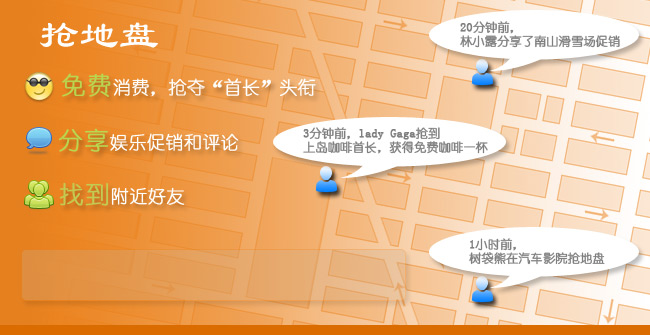 抢地盘
免费消费，抢夺“首长”头衔
分享娱乐促销和评论
找到附近好友
20分钟前，
林小露分享了南山滑雪场促销
3分钟前，lady Gaga抢到
上岛咖啡首长，获得免费咖啡一杯
1小时前，
树袋熊在汽车影院抢地盘